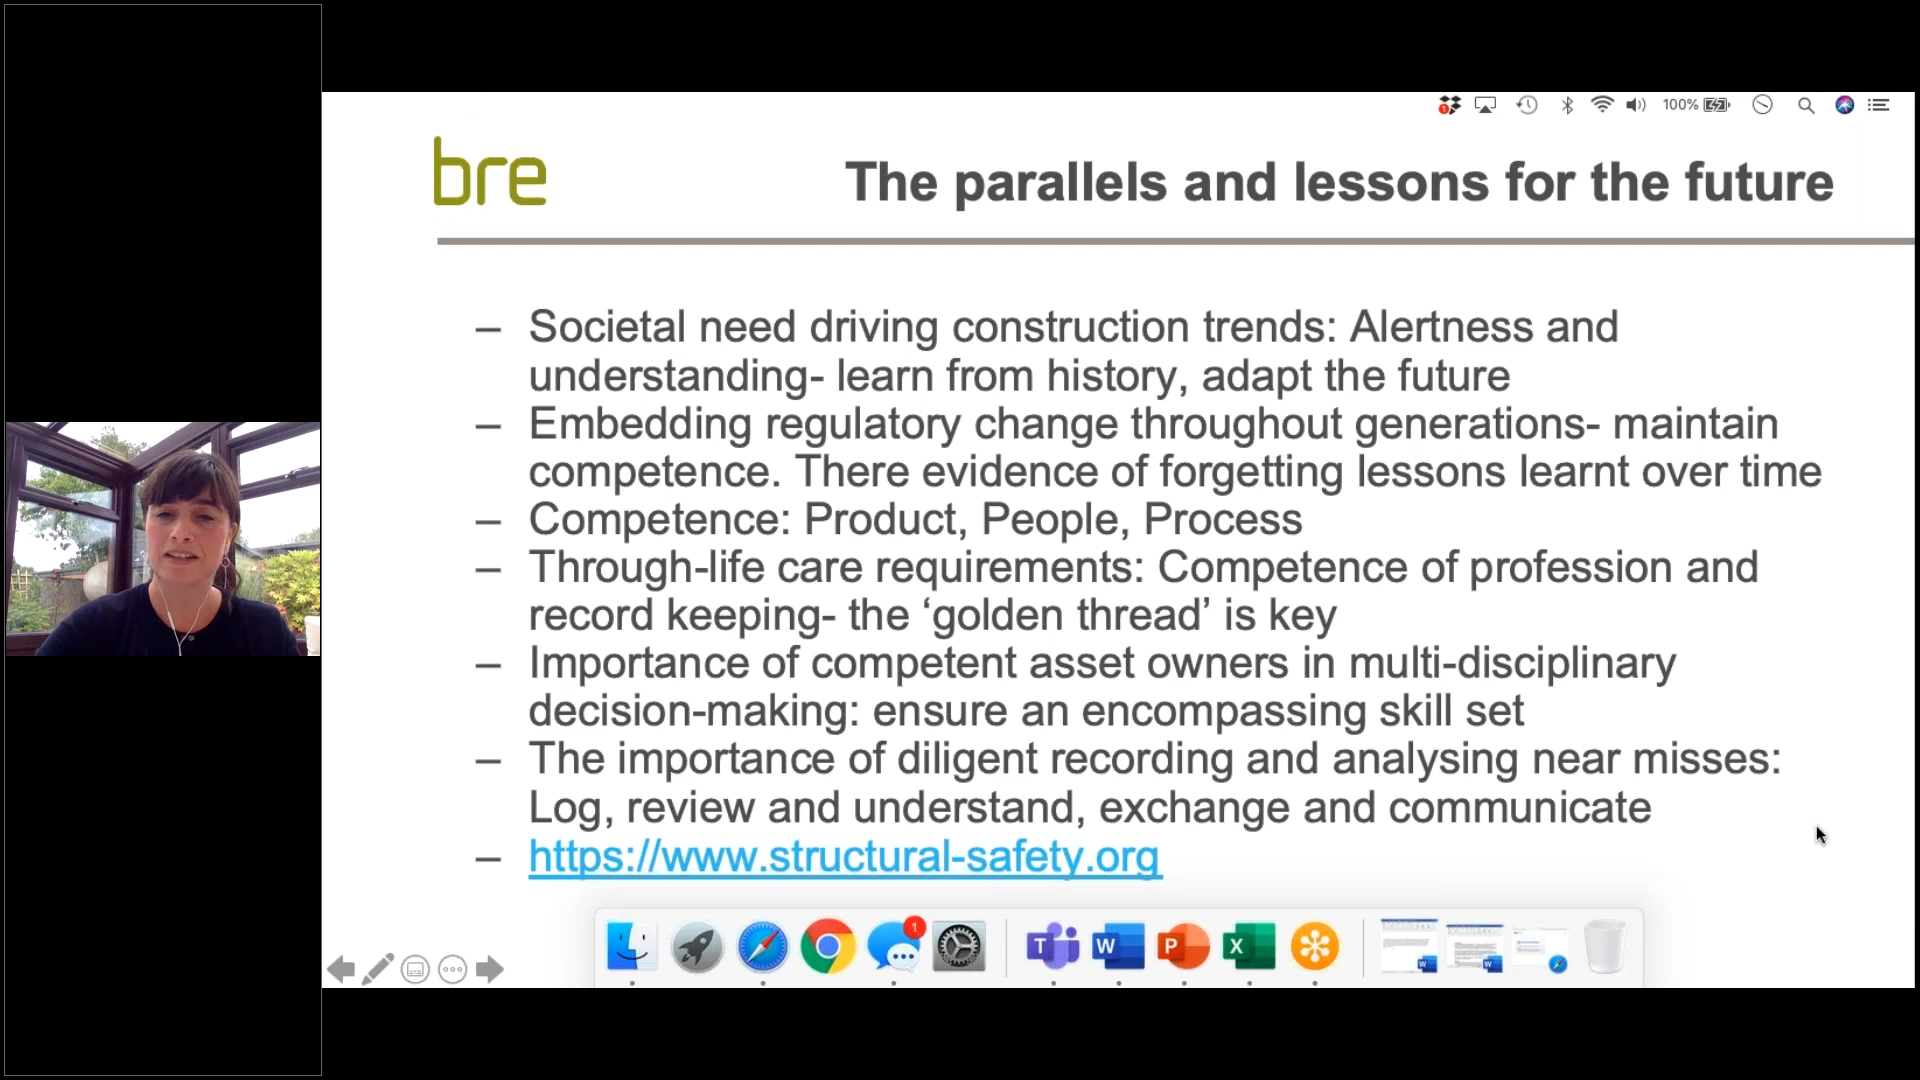 100%
bre
The parallels and lessons for the future
– Societal need driving construction trends: Alertness and
understanding- learn from history, adapt the future
– Embedding regulatory change throughout generations- maintain
competence. There evidence of forgetting lessons learnt over time
– Competence: Product, People, Process
– Through-life care requirements: Competence of profession and
record keeping- the ‘golden thread’ is key
– Importance of competent asset owners in multi-disciplinary
decision-making: ensure an encompassing skill set
– The importance of diligent recording and analysing near misses:
Log, review and understand, exchange and communicate
– https://www.structural-safety.org
1
T W P X
W W